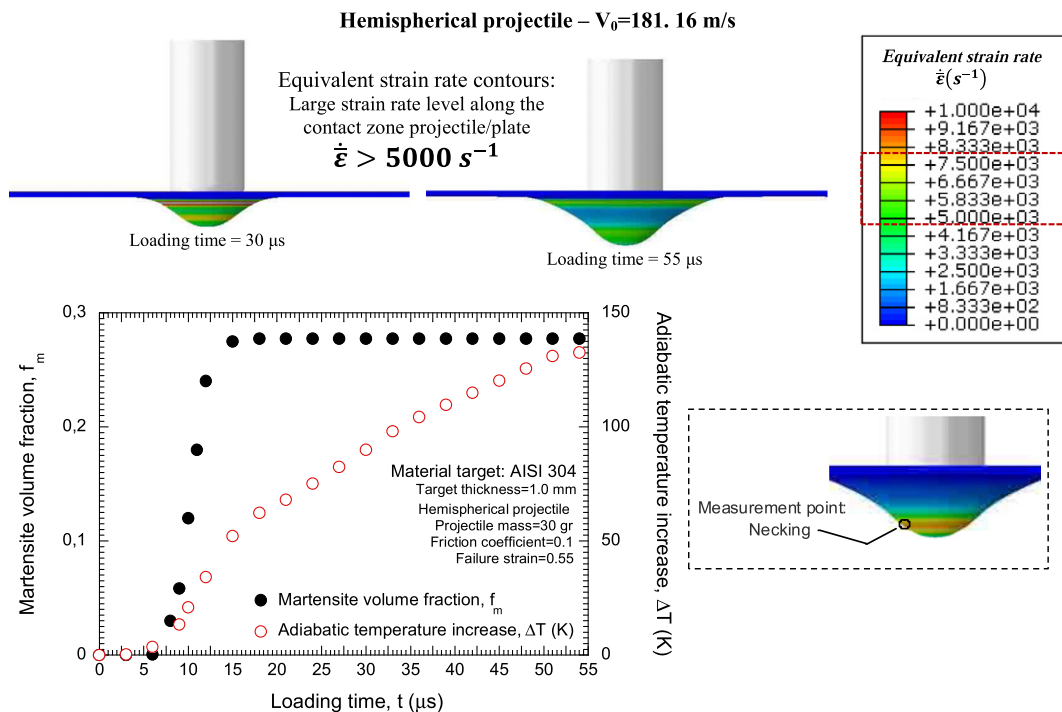 Hemispherical projectile – V₀=181. 16 m/s
Equivalent strain rate contours:
Large strain rate level along the
contact zone projectile/plate
ε̄̇ > 5000 s⁻¹
Loading time = 30 μs
Loading time = 55 μs
Equivalent strain rate
ε̄̇(s⁻¹)
+1.000e+04
+9.167e+03
+8.333e+03
+7.500e+03
+6.667e+03
+5.833e+03
+5.000e+03
+4.167e+03
+3.333e+03
+2.500e+03
+1.667e+03
+8.333e+02
+0.000e+00
Martensite volume fraction, fₘ
0,3
0,2
0,1
0
150
100
50
0
Adiabatic temperature increase, ΔT (K)
Material target: AISI 304
Target thickness=1.0 mm
Hemispherical projectile
Projectile mass=30 gr
Friction coefficient=0.1
Failure strain=0.55
Martensite volume fraction, fₘ
Adiabatic temperature increase, ΔT (K)
0 5 10 15 20 25 30 35 40 45 50 55
Loading time, t (μs)
Measurement point:
Necking